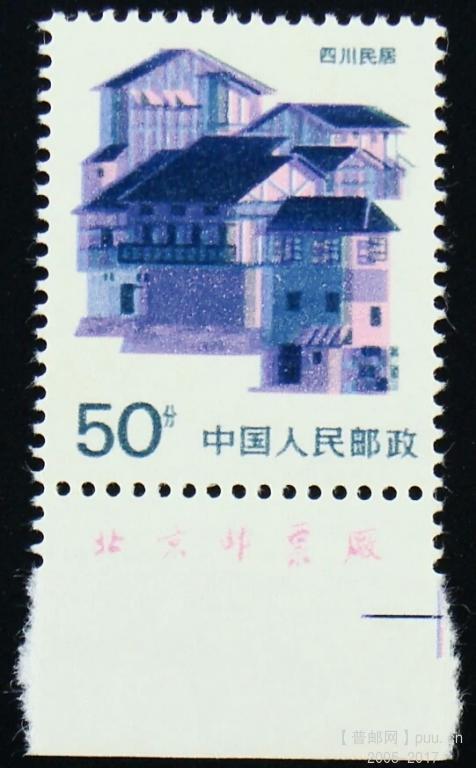 四川民居
50分 中国人民邮政
北京邮票厂
【普邮网】puu.cn
2005-2017